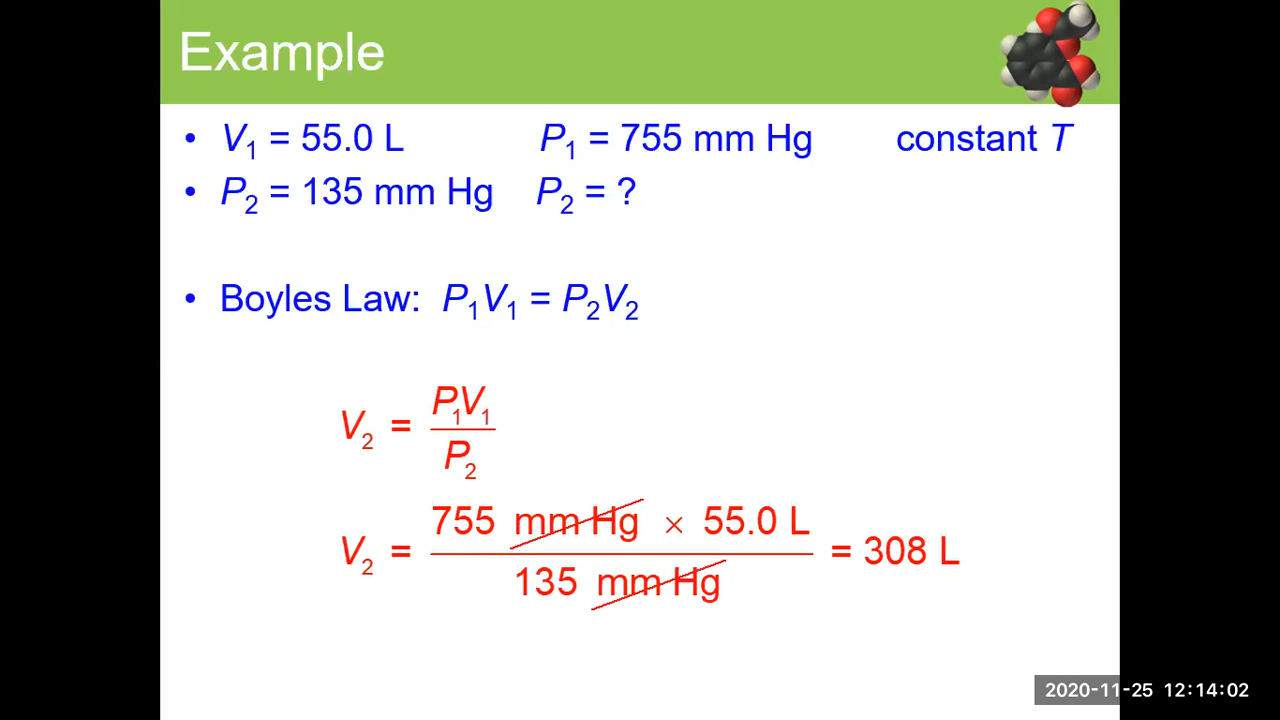 Example
• V₁ = 55.0 L P₁ = 755 mm Hg constant T
• P₂ = 135 mm Hg P₂ = ?
• Boyles Law: P₁V₁ = P₂V₂
V₂ = P₁V₁ / P₂
V₂ = 755 mm Hg × 55.0 L / 135 mm Hg = 308 L
2020-11-25 12:14:02